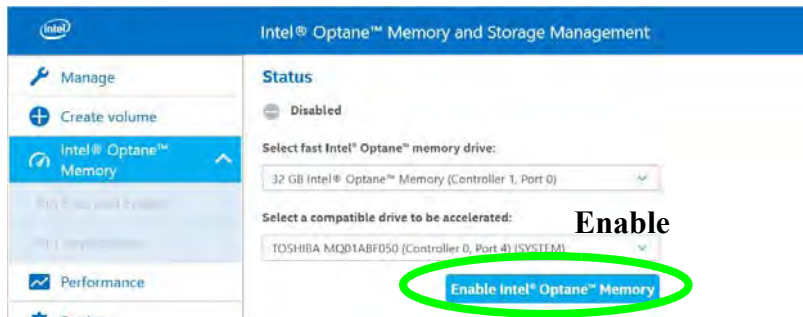 intel
Intel® Optane™ Memory and Storage Management
Manage
Create volume
Intel® Optane™
Memory
Performance
Status
Disabled
Select fast Intel® Optane™ memory drive:
32 GB Intel® Optane™ Memory (Controller 1, Port 0)
Select a compatible drive to be accelerated:
Enable
TOSHIBA MQ01ABF050 (Controller 0, Port 4) (SYSTEM)
Enable Intel® Optane™ Memory